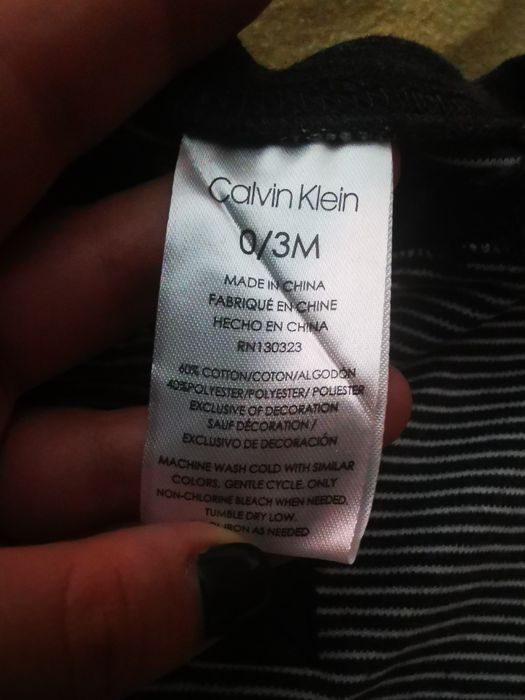 Calvin Klein
0/3M
MADE IN CHINA
FABRIQUÉ EN CHINE
HECHO EN CHINA
RN130323
60% COTTON/COTON/ALGODÓN
40%POLYESTER/POLYESTER/ POLIESTER
EXCLUSIVE OF DECORATION
SAUF DÉCORATION /
EXCLUSIVO DE DECORACIÓN
MACHINE WASH COLD WITH SIMILAR
COLORS, GENTLE CYCLE, ONLY
NON-CHLORINE BLEACH WHEN NEEDED,
TUMBLE DRY LOW.
IRON AS NEEDED